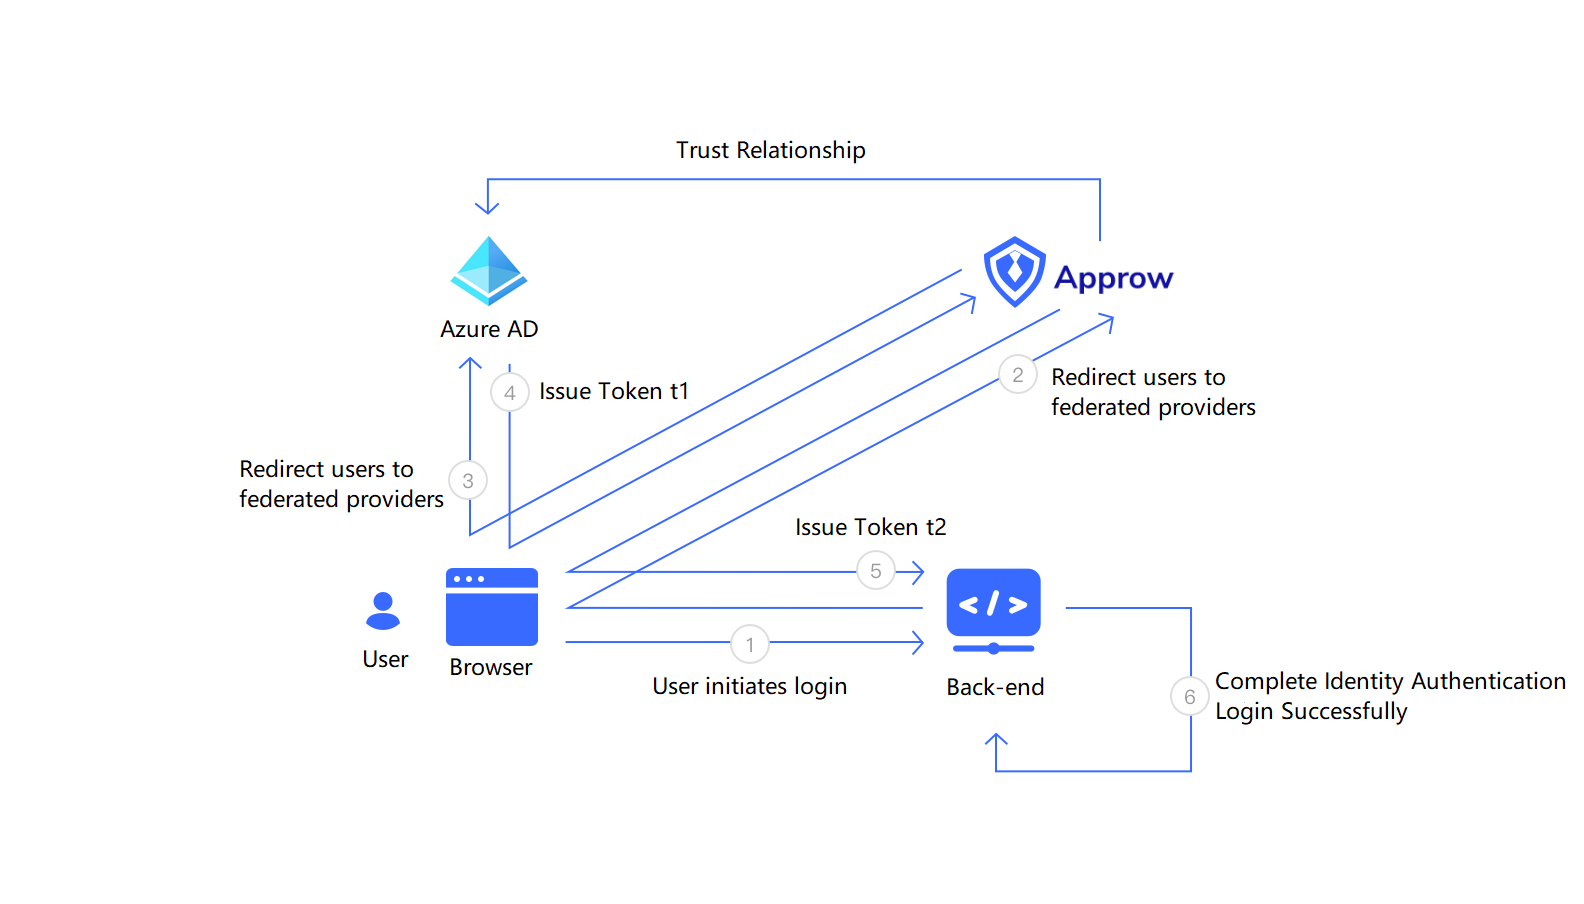 Trust Relationship
Approw
Azure AD
4
Issue Token t1
2
Redirect users to
federated providers
Redirect users to
federated providers
3
Issue Token t2
5
</>
1
User
Browser
User initiates login
Back-end
6
Complete Identity Authentication
Login Successfully